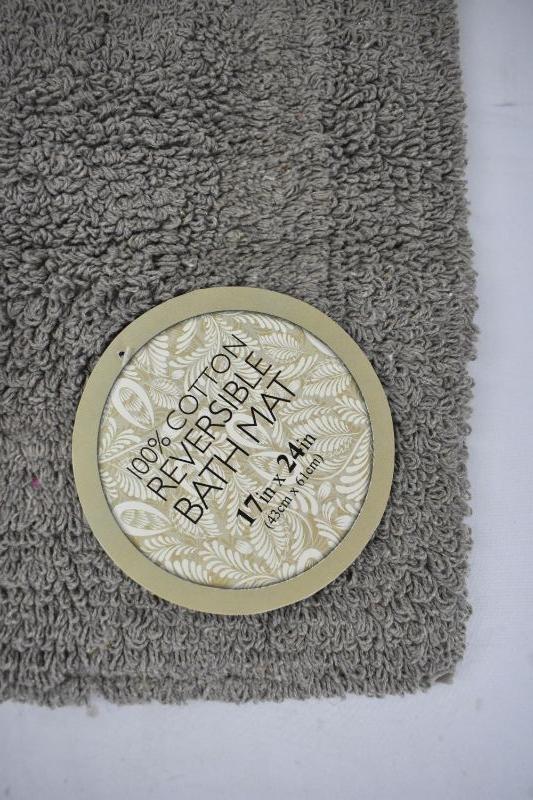 100% COTTON
REVERSIBLE
BATH MAT
17in x 24in
(43cm x 61cm)